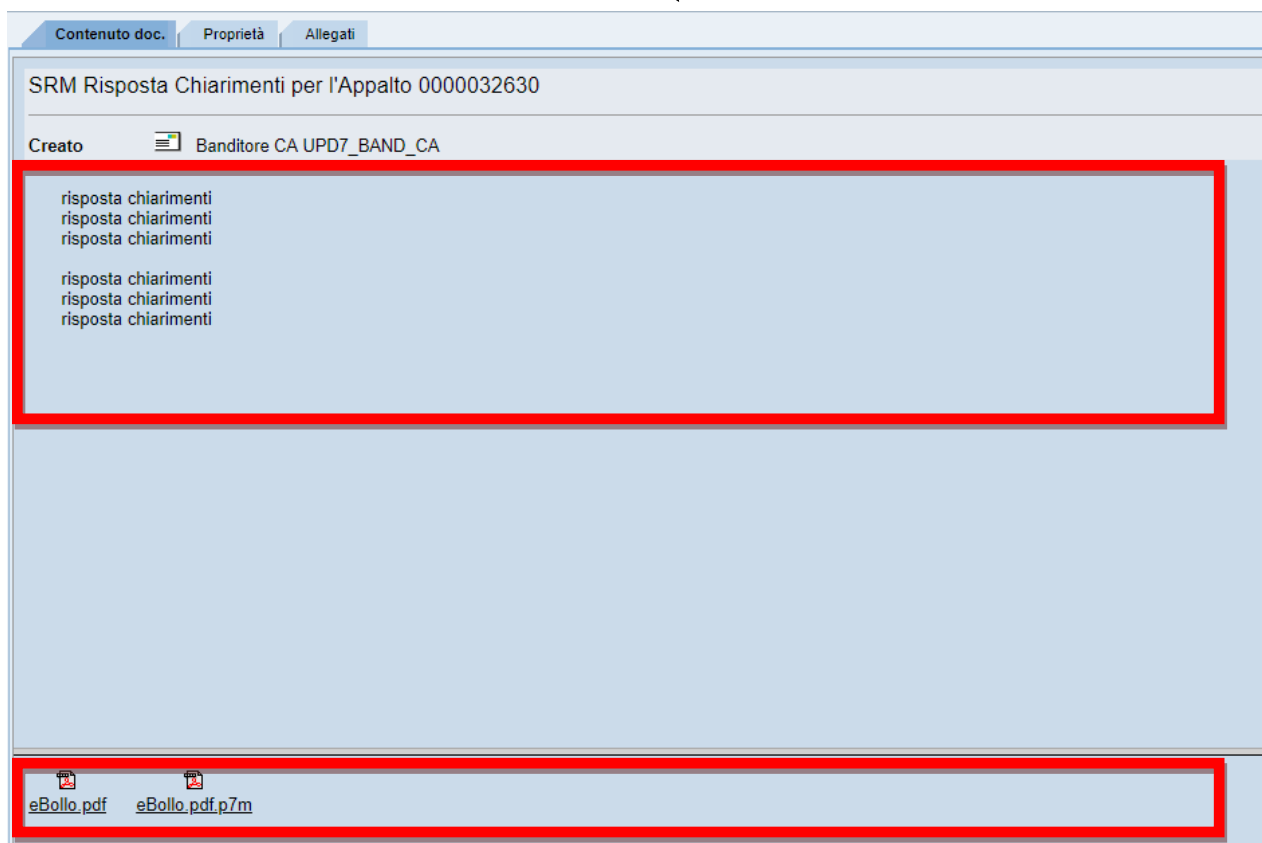 Contenuto doc. Proprietà Allegati
SRM Risposta Chiarimenti per l'Appalto 0000032630
Creato Banditore CA UPD7_BAND_CA
risposta chiarimenti
risposta chiarimenti
risposta chiarimenti
risposta chiarimenti
risposta chiarimenti
risposta chiarimenti
eBollo.pdf eBollo.pdf.p7m